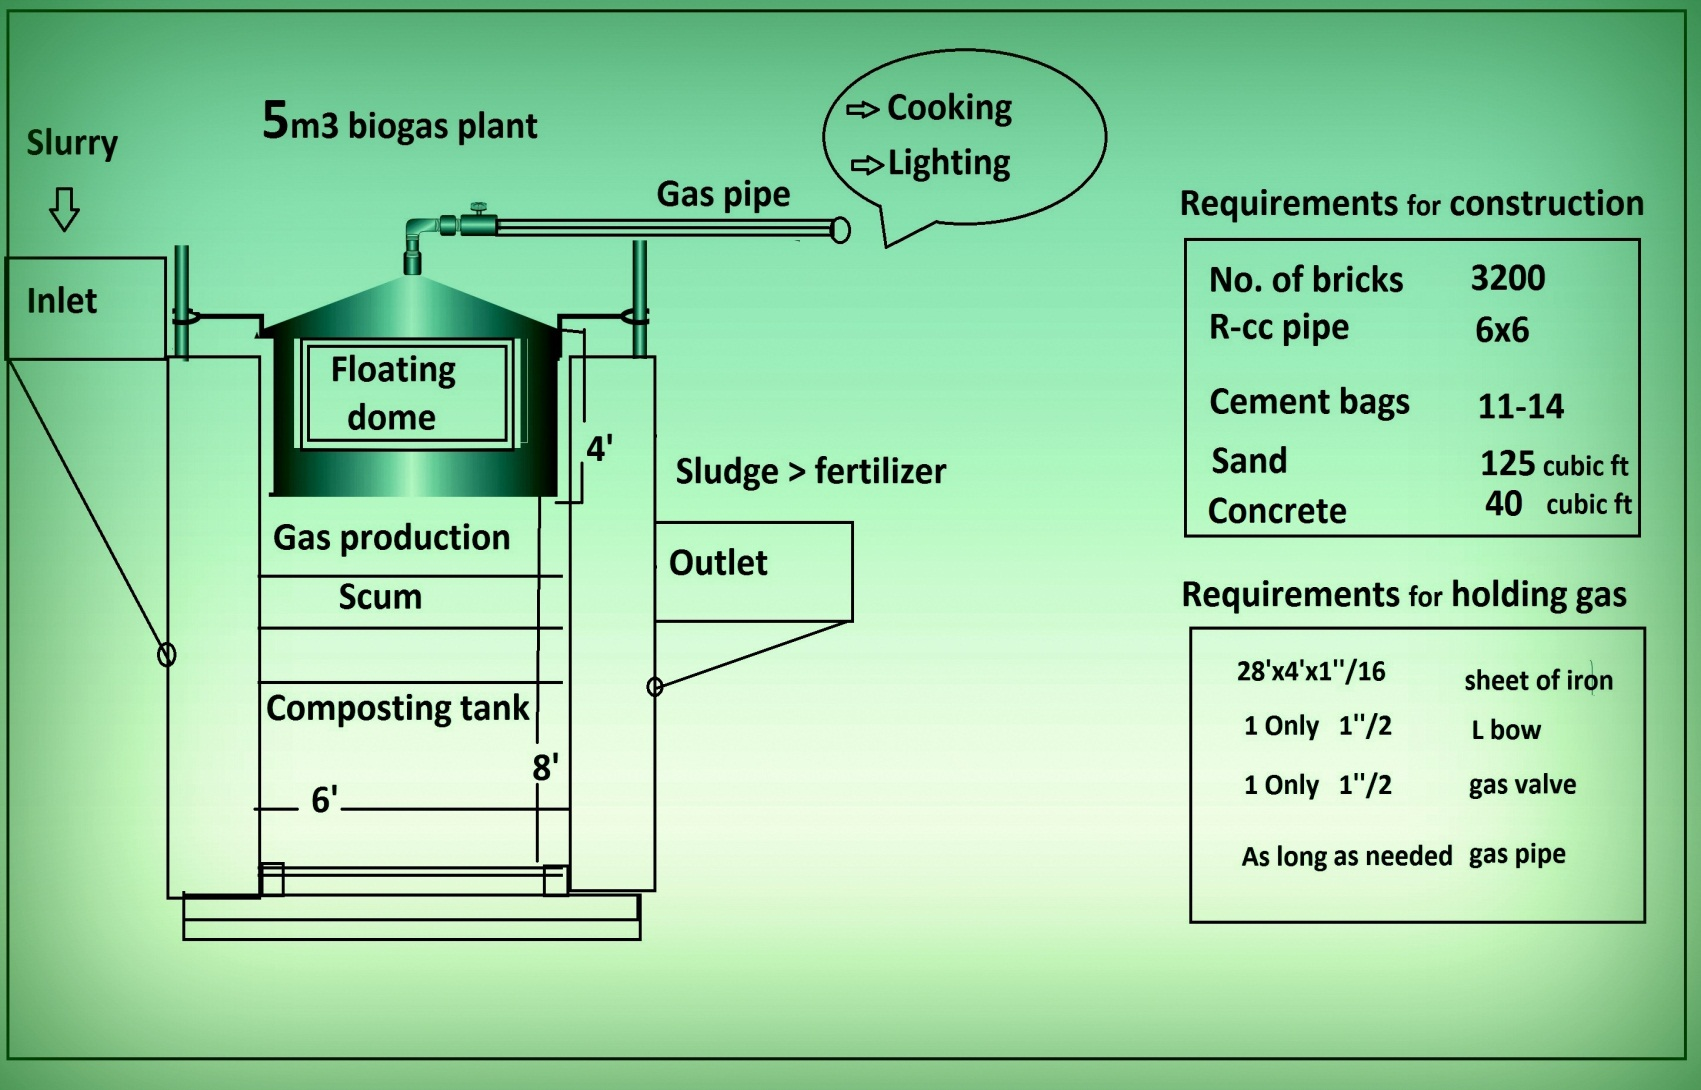 5m3 biogas plant
Slurry
Inlet
Gas pipe
Cooking
Lighting
Floating
dome
4'
Sludge > fertilizer
Gas production
Scum
Outlet
Composting tank
8'
6'
Requirements for construction
No. of bricks 3200
R-cc pipe 6x6
Cement bags 11-14
Sand 125 cubic ft
Concrete 40 cubic ft
Requirements for holding gas
28'x4'x1''/16 sheet of iron
1 Only 1''/2 L bow
1 Only 1''/2 gas valve
As long as needed gas pipe